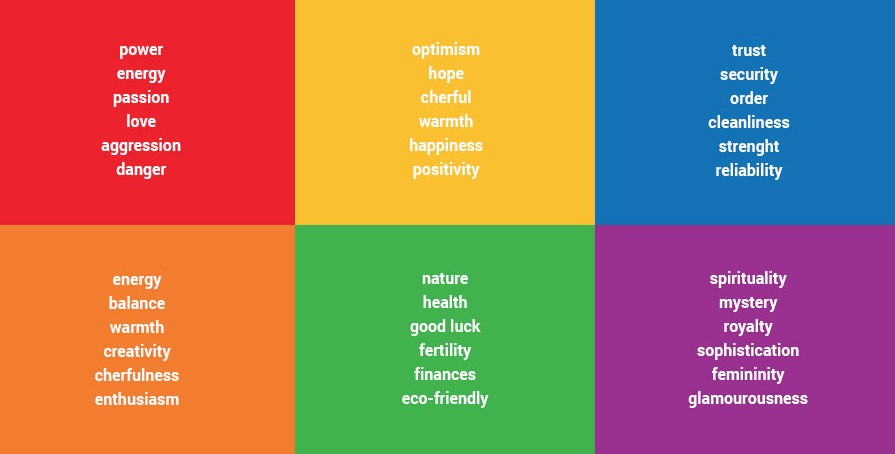 power
energy
passion
love
aggression
danger
optimism
hope
cherful
warmth
happiness
positivity
trust
security
order
cleanliness
strenght
reliability
energy
balance
warmth
creativity
cherfulness
enthusiasm
nature
health
good luck
fertility
finances
eco-friendly
spirituality
mystery
royalty
sophistication
femininity
glamourousness